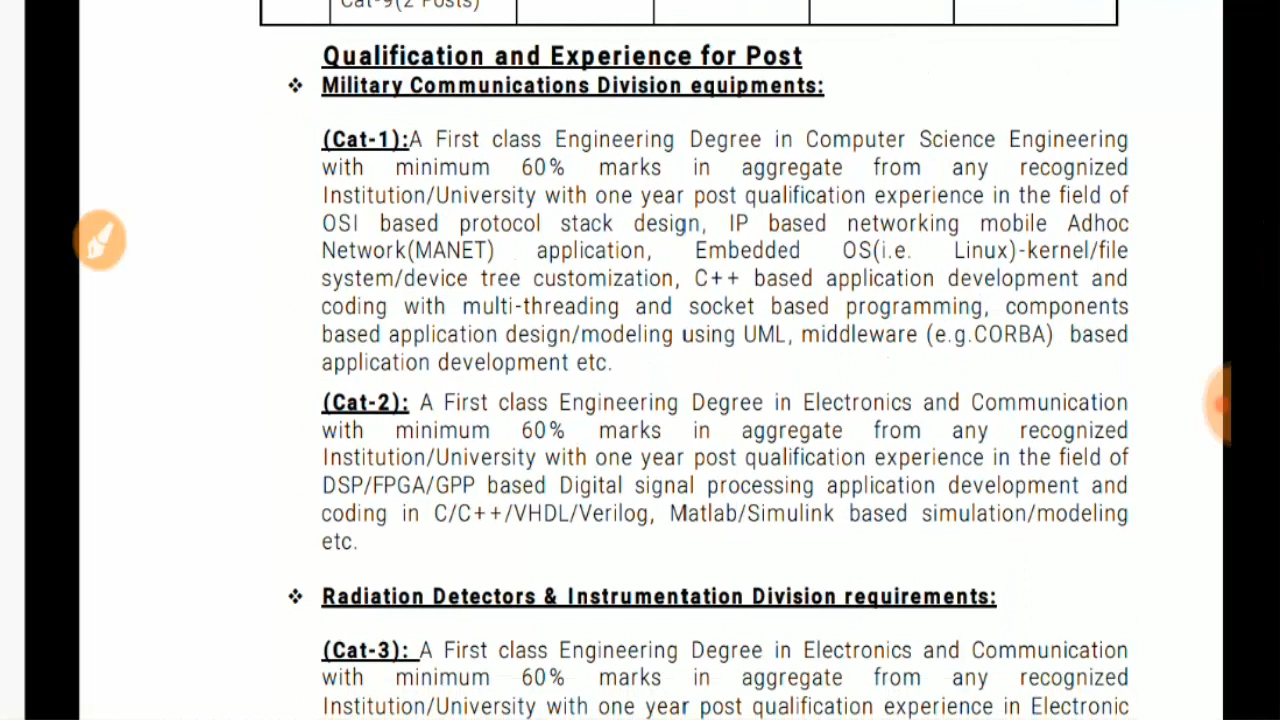 Cat-9(2 Posts)
Qualification and Experience for Post
❖ Military Communications Division equipments:
(Cat-1):A First class Engineering Degree in Computer Science Engineering
with minimum 60% marks in aggregate from any recognized
Institution/University with one year post qualification experience in the field of
OSI based protocol stack design, IP based networking mobile Adhoc
Network(MANET) application, Embedded OS(i.e. Linux)-kernel/file
system/device tree customization, C++ based application development and
coding with multi-threading and socket based programming, components
based application design/modeling using UML, middleware (e.g.CORBA) based
application development etc.
(Cat-2): A First class Engineering Degree in Electronics and Communication
with minimum 60% marks in aggregate from any recognized
Institution/University with one year post qualification experience in the field of
DSP/FPGA/GPP based Digital signal processing application development and
coding in C/C++/VHDL/Verilog, Matlab/Simulink based simulation/modeling
etc.
❖ Radiation Detectors & Instrumentation Division requirements:
(Cat-3): A First class Engineering Degree in Electronics and Communication
with minimum 60% marks in aggregate from any recognized
Institution/University with one year post qualification experience in Electronic